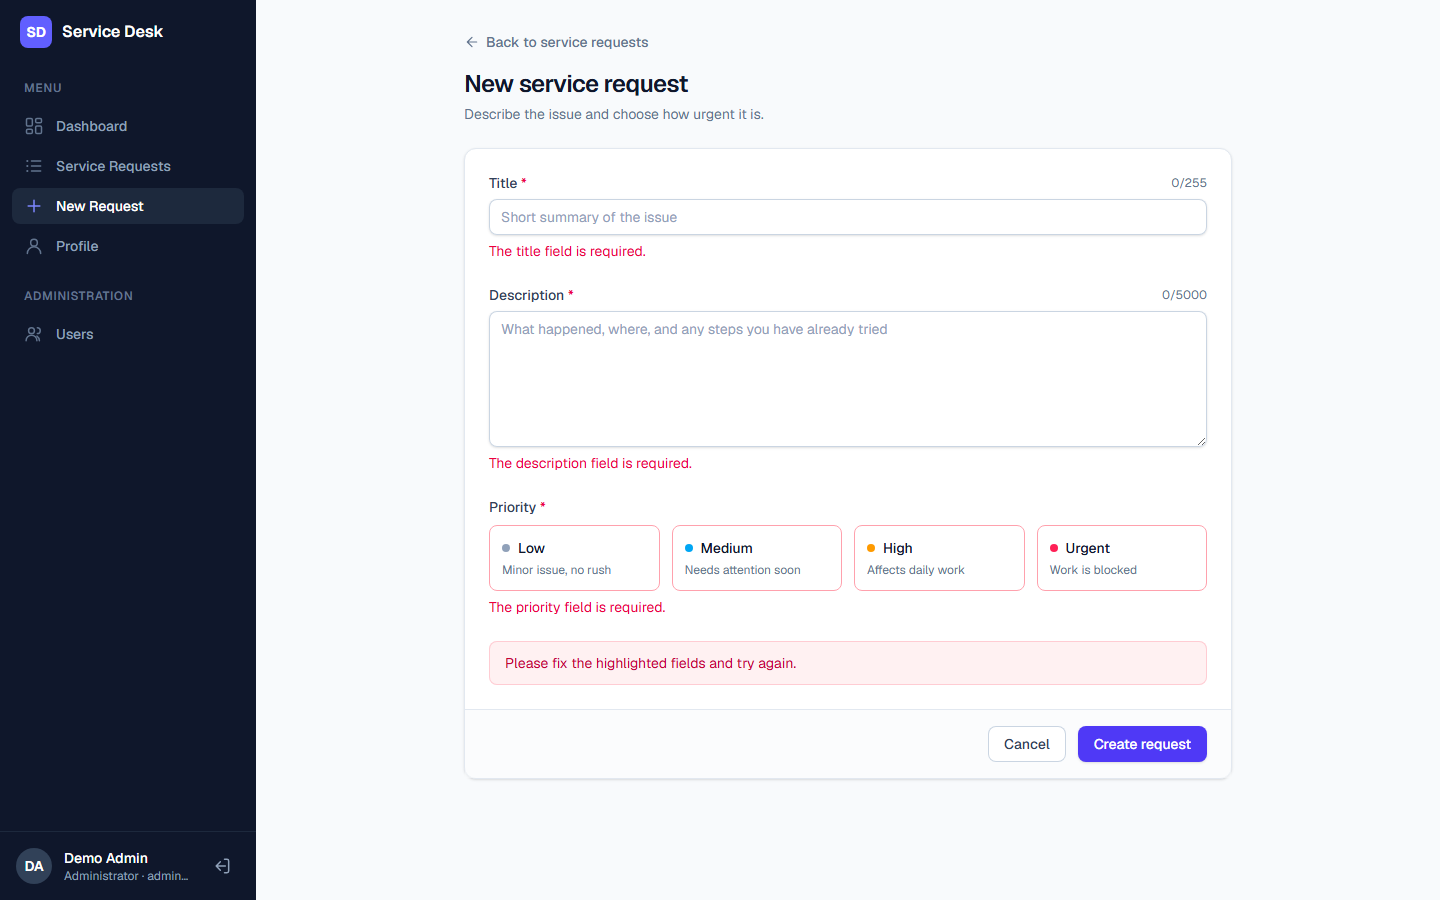 SD Service Desk
MENU
Dashboard
Service Requests
New Request
Profile
ADMINISTRATION
Users
DA
Demo Admin
Administrator · admin...
Back to service requests
New service request
Describe the issue and choose how urgent it is.
Title * 0/255
Short summary of the issue
The title field is required.
Description * 0/5000
What happened, where, and any steps you have already tried
The description field is required.
Priority *
Low
Minor issue, no rush
Medium
Needs attention soon
High
Affects daily work
Urgent
Work is blocked
The priority field is required.
Please fix the highlighted fields and try again.
Cancel Create request